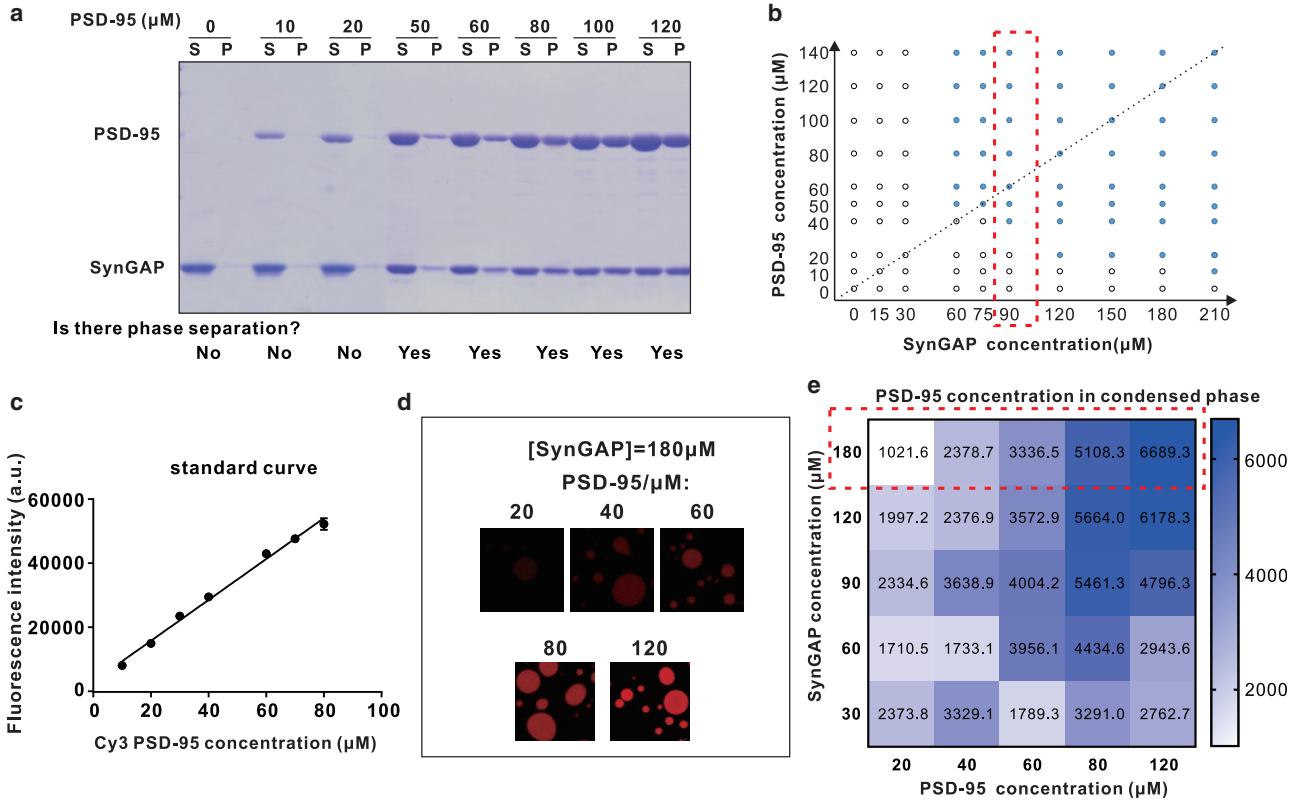 a
PSD-95 (μM)
0 10 20 50 60 80 100 120
S P S P S P S P S P S P S P S P
PSD-95
SynGAP
Is there phase separation?
No No No Yes Yes Yes Yes Yes
b
PSD-95 concentration (μM)
140
120
100
80
60
50
40
20
10
0
0 15 30 60 75 90 120 150 180 210
SynGAP concentration(μM)
c
standard curve
Fluorescence intensity (a.u.)
60000
40000
20000
0
0 20 40 60 80 100
Cy3 PSD-95 concentration (μM)
d
[SynGAP]=180μM
PSD-95/μM:
20 40 60
80 120
e
PSD-95 concentration in condensed phase
SynGAP concentration (μM)
180 1021.6 2378.7 3336.5 5108.3 6689.3
120 1997.2 2376.9 3572.9 5664.0 6178.3
90 2334.6 3638.9 4004.2 5461.3 4796.3
60 1710.5 1733.1 3956.1 4434.6 2943.6
30 2373.8 3329.1 1789.3 3291.0 2762.7
20 40 60 80 120
PSD-95 concentration (μM)
6000
4000
2000